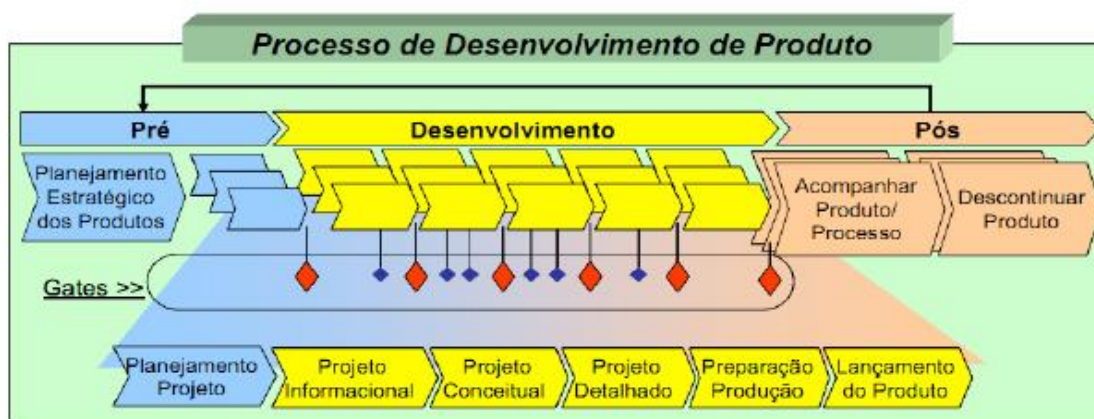 Processo de Desenvolvimento de Produto
Pré
Desenvolvimento
Pós
Planejamento
Estratégico
dos Produtos
Acompanhar
Produto/
Processo
Descontinuar
Produto
Gates >>
Planejamento
Projeto
Projeto
Informacional
Projeto
Conceitual
Projeto
Detalhado
Preparação
Produção
Lançamento
do Produto